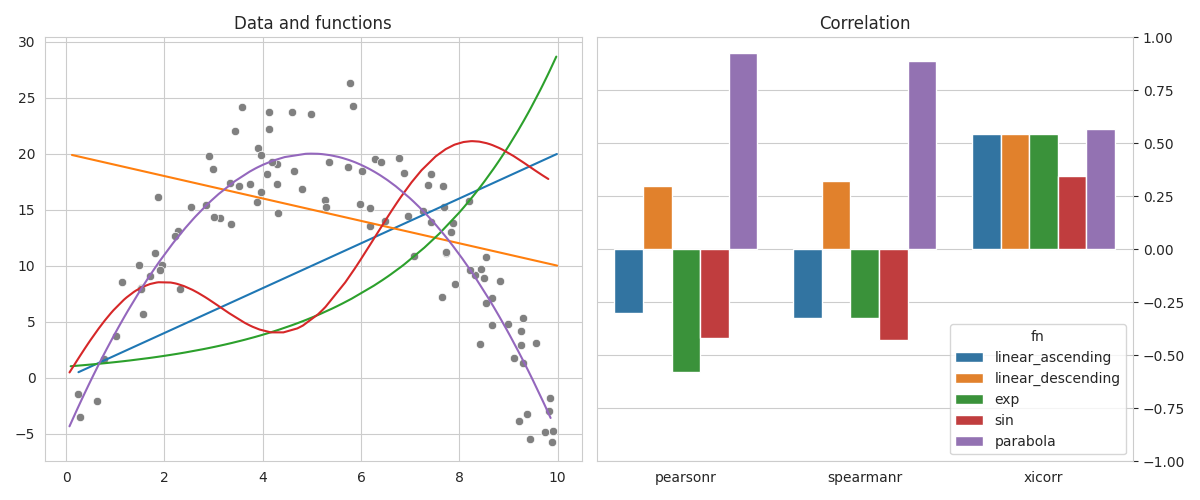 Data and functions
30
25
20
15
10
5
0
−5
0 2 4 6 8 10
Correlation
1.00
0.75
0.50
0.25
0.00
−0.25
−0.50
−0.75
−1.00
fn
linear_ascending
linear_descending
exp
sin
parabola
pearsonr spearmanr xicorr